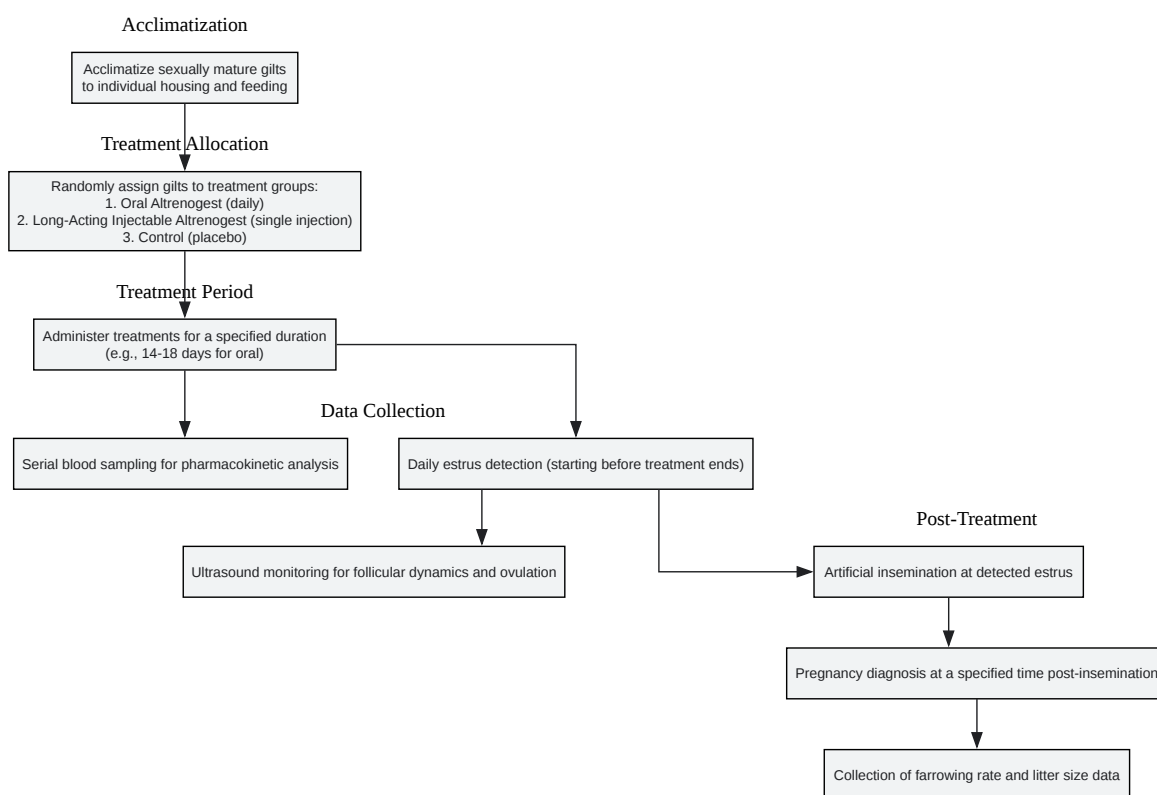 Acclimatization
Acclimatize sexually mature gilts
to individual housing and feeding
Treatment Allocation
Randomly assign gilts to treatment groups:
1. Oral Altrenogest (daily)
2. Long-Acting Injectable Altrenogest (single injection)
3. Control (placebo)
Treatment Period
Administer treatments for a specified duration
(e.g., 14-18 days for oral)
Data Collection
Serial blood sampling for pharmacokinetic analysis
Daily estrus detection (starting before treatment ends)
Ultrasound monitoring for follicular dynamics and ovulation
Post-Treatment
Artificial insemination at detected estrus
Pregnancy diagnosis at a specified time post-insemination
Collection of farrowing rate and litter size data